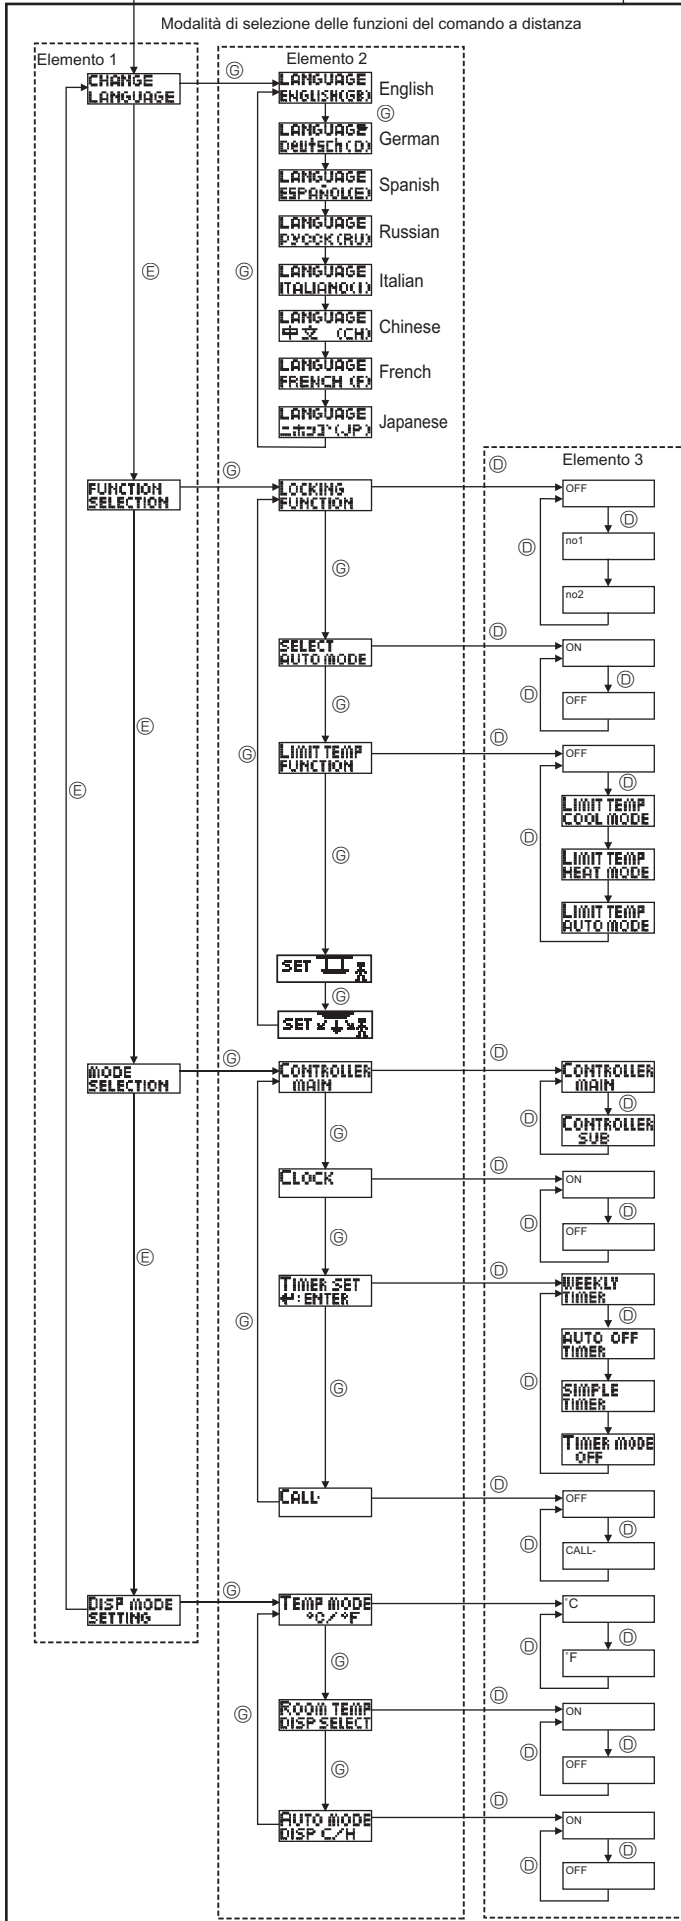 Modalità di selezione delle funzioni del comando a distanza
Elemento 1
CHANGE
LANGUAGE
Ⓖ
Elemento 2
LANGUAGE
ENGLISH(GB)
English
Ⓖ
LANGUAGE
Deutsch(D)
German
LANGUAGE
ESPAÑOL(E)
Spanish
LANGUAGE
РУССК(RU)
Russian
Ⓔ
Ⓖ
LANGUAGE
ITALIANO(I)
Italian
LANGUAGE
中文 (CH)
Chinese
LANGUAGE
FRENCH (F)
French
LANGUAGE
ニホンゴ(JP)
Japanese
Elemento 3
FUNCTION
SELECTION
Ⓖ
LOCKING
FUNCTION
Ⓓ
OFF
Ⓓ
no1
Ⓓ
no2
Ⓖ
SELECT
AUTO MODE
Ⓓ
ON
Ⓓ
Ⓓ
OFF
Ⓖ
Ⓔ
Ⓖ
LIMIT TEMP
FUNCTION
Ⓓ
OFF
Ⓓ
LIMIT TEMP
COOL MODE
Ⓓ
LIMIT TEMP
HEAT MODE
LIMIT TEMP
AUTO MODE
Ⓔ
Ⓖ
SET
Ⓖ
SET
MODE
SELECTION
Ⓖ
CONTROLLER
MAIN
Ⓓ
CONTROLLER
MAIN
Ⓓ
Ⓓ
CONTROLLER
SUB
Ⓖ
CLOCK
Ⓓ
ON
Ⓓ
Ⓓ
OFF
Ⓖ
Ⓔ
TIMER SET
↵:ENTER
Ⓓ
WEEKLY
TIMER
Ⓓ
AUTO OFF
TIMER
Ⓖ
Ⓓ
SIMPLE
TIMER
TIMER MODE
OFF
Ⓖ
CALL-
Ⓓ
OFF
Ⓓ
Ⓓ
CALL-
DISP MODE
SETTING
Ⓖ
TEMP MODE
°C/°F
Ⓓ
°C
Ⓓ
Ⓓ
°F
Ⓖ
Ⓖ
ROOM TEMP
DISP SELECT
Ⓓ
ON
Ⓓ
Ⓓ
OFF
Ⓖ
AUTO MODE
DISP C/H
Ⓓ
ON
Ⓓ
Ⓓ
OFF